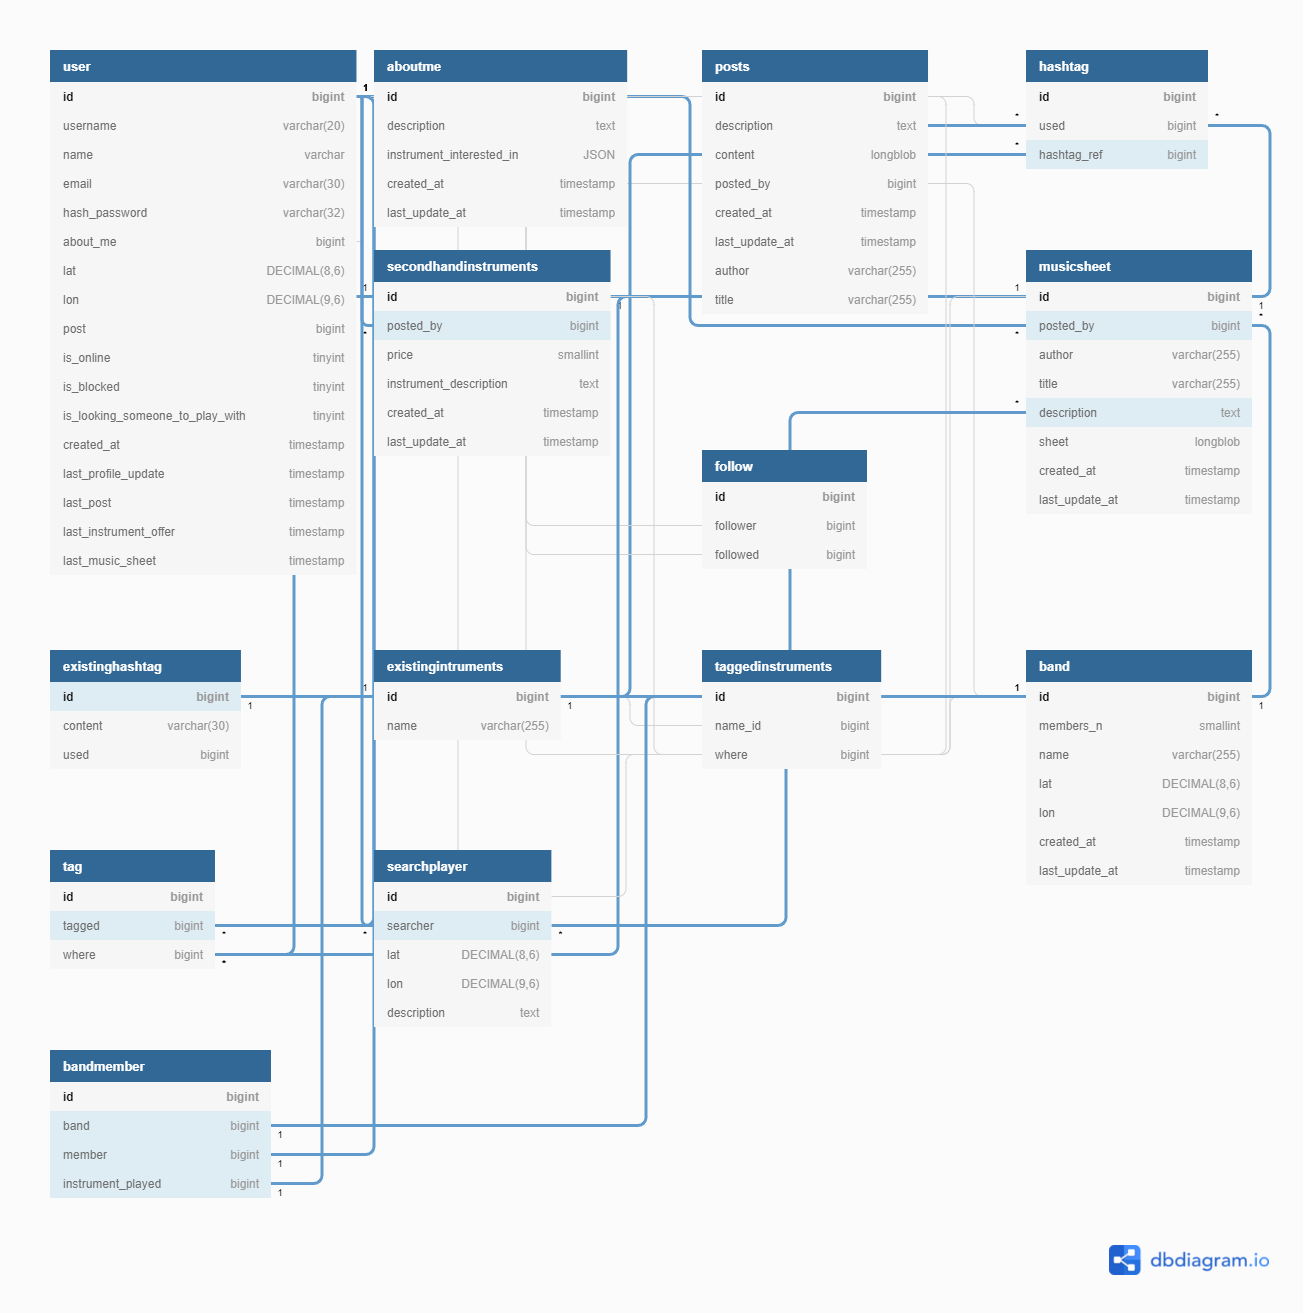 user
id bigint
username varchar(20)
name varchar
email varchar(30)
hash_password varchar(32)
about_me bigint
lat DECIMAL(8,6)
lon DECIMAL(9,6)
post bigint
is_online tinyint
is_blocked tinyint
is_looking_someone_to_play_with tinyint
created_at timestamp
last_profile_update timestamp
last_post timestamp
last_instrument_offer timestamp
last_music_sheet timestamp
aboutme
id bigint
description text
instrument_interested_in JSON
created_at timestamp
last_update_at timestamp
posts
id bigint
description text
content longblob
posted_by bigint
created_at timestamp
last_update_at timestamp
author varchar(255)
title varchar(255)
hashtag
id bigint
used bigint
hashtag_ref bigint
secondhandinstruments
id bigint
posted_by bigint
price smallint
instrument_description text
created_at timestamp
last_update_at timestamp
musicsheet
id bigint
posted_by bigint
author varchar(255)
title varchar(255)
description text
sheet longblob
created_at timestamp
last_update_at timestamp
follow
id bigint
follower bigint
followed bigint
existinghashtag
id bigint
content varchar(30)
used bigint
existingintruments
id bigint
name varchar(255)
taggedinstruments
id bigint
name_id bigint
where bigint
band
id bigint
members_n smallint
name varchar(255)
lat DECIMAL(8,6)
lon DECIMAL(9,6)
created_at timestamp
last_update_at timestamp
tag
id bigint
tagged bigint
where bigint
searchplayer
id bigint
searcher bigint
lat DECIMAL(8,6)
lon DECIMAL(9,6)
description text
bandmember
id bigint
band bigint
member bigint
instrument_played bigint
1
*
*
*
1
1
1
1
*
*
*
1
1
1
1
1
*
*
*
*
1
1
1
dbdiagram.io